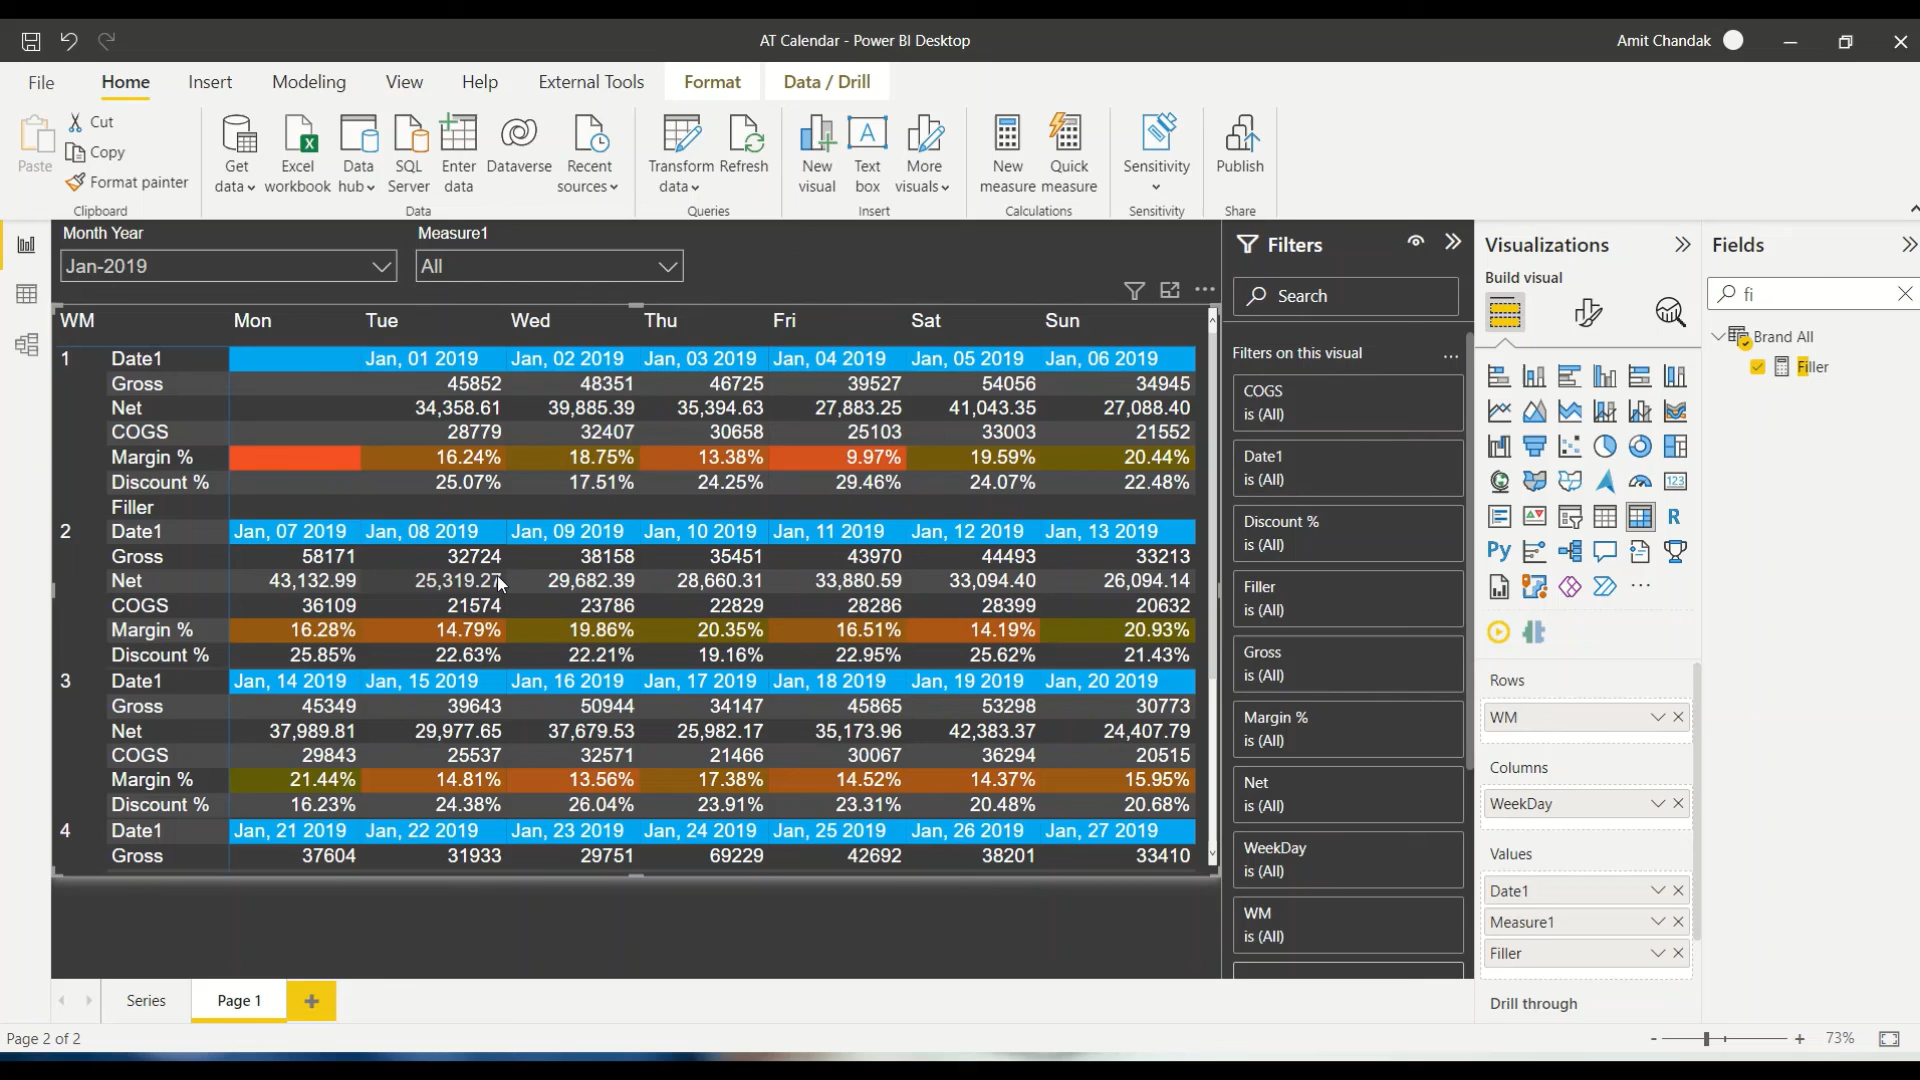 AT Calendar - Power BI Desktop
Amit Chandak
File Home Insert Modeling View Help External Tools Format Data / Drill
Paste
Cut
Copy
Format painter
Clipboard
Get data
Excel workbook
Data hub
SQL Server
Enter data
Dataverse
Recent sources
Data
Transform data
Refresh
Queries
New visual
Text box
More visuals
Insert
New measure
Quick measure
Calculations
Sensitivity
Sensitivity
Publish
Share
Month Year
Jan-2019
Measure1
All
WM Mon Tue Wed Thu Fri Sat Sun
1 Date1 Jan, 01 2019 Jan, 02 2019 Jan, 03 2019 Jan, 04 2019 Jan, 05 2019 Jan, 06 2019
Gross 45852 48351 46725 39527 54056 34945
Net 34,358.61 39,885.39 35,394.63 27,883.25 41,043.35 27,088.40
COGS 28779 32407 30658 25103 33003 21552
Margin % 16.24% 18.75% 13.38% 9.97% 19.59% 20.44%
Discount % 25.07% 17.51% 24.25% 29.46% 24.07% 22.48%
Filler
2 Date1 Jan, 07 2019 Jan, 08 2019 Jan, 09 2019 Jan, 10 2019 Jan, 11 2019 Jan, 12 2019 Jan, 13 2019
Gross 58171 32724 38158 35451 43970 44493 33213
Net 43,132.99 25,319.27 29,682.39 28,660.31 33,880.59 33,094.40 26,094.14
COGS 36109 21574 23786 22829 28286 28399 20632
Margin % 16.28% 14.79% 19.86% 20.35% 16.51% 14.19% 20.93%
Discount % 25.85% 22.63% 22.21% 19.16% 22.95% 25.62% 21.43%
3 Date1 Jan, 14 2019 Jan, 15 2019 Jan, 16 2019 Jan, 17 2019 Jan, 18 2019 Jan, 19 2019 Jan, 20 2019
Gross 45349 39643 50944 34147 45865 53298 30773
Net 37,989.81 29,977.65 37,679.53 25,982.17 35,173.96 42,383.37 24,407.79
COGS 29843 25537 32571 21466 30067 36294 20515
Margin % 21.44% 14.81% 13.56% 17.38% 14.52% 14.37% 15.95%
Discount % 16.23% 24.38% 26.04% 23.91% 23.31% 20.48% 20.68%
4 Date1 Jan, 21 2019 Jan, 22 2019 Jan, 23 2019 Jan, 24 2019 Jan, 25 2019 Jan, 26 2019 Jan, 27 2019
Gross 37604 31933 29751 69229 42692 38201 33410
Filters
Search
Filters on this visual
COGS
is (All)
Date1
is (All)
Discount %
is (All)
Filler
is (All)
Gross
is (All)
Margin %
is (All)
Net
is (All)
WeekDay
is (All)
WM
is (All)
Visualizations
Build visual
123
R
Py
Rows
WM
Columns
WeekDay
Values
Date1
Measure1
Filler
Drill through
Fields
fi
Brand All
Filler
Series
Page 1
Page 2 of 2
73%